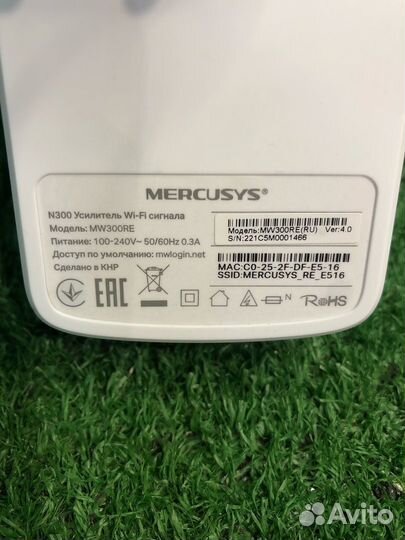 MERCUSYS®
N300 Усилитель Wi-Fi сигнала
Модель: MW300RE
Питание: 100-240V~ 50/60Hz 0.3A
Доступ по умолчанию: mwlogin.net
Сделано в КНР
Модель:MW300RE(RU) Ver:4.0
S/N:221C5M0001466
MAC:C0-25-2F-DF-E5-16
SSID:MERCUSYS_RE_E516
EAC
N
RoHS
Avito